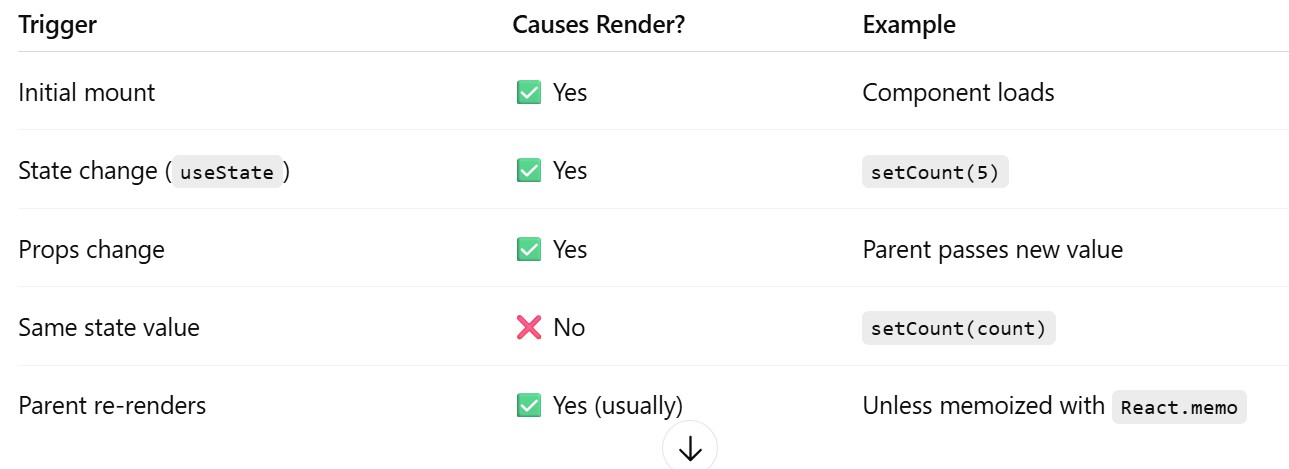 Trigger Causes Render? Example
Initial mount ✅ Yes Component loads
State change (useState) ✅ Yes setCount(5)
Props change ✅ Yes Parent passes new value
Same state value ❌ No setCount(count)
Parent re-renders ✅ Yes (usually) Unless memoized with React.memo